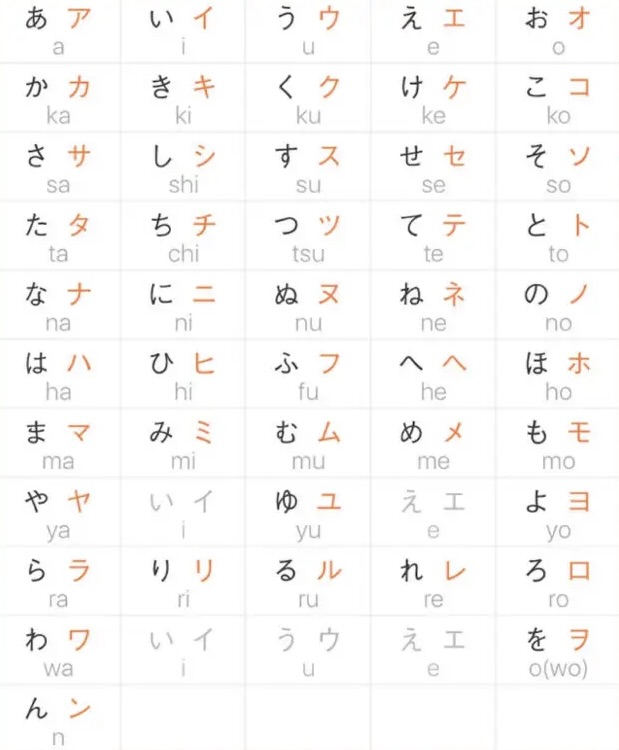 あ ア い イ う ウ え エ お オ
a i u e o
か カ き キ く ク け ケ こ コ
ka ki ku ke ko
さ サ し シ す ス せ セ そ ソ
sa shi su se so
た タ ち チ つ ツ て テ と ト
ta chi tsu te to
な ナ に ニ ぬ ヌ ね ネ の ノ
na ni nu ne no
は ハ ひ ヒ ふ フ へ ヘ ほ ホ
ha hi fu he ho
ま マ み ミ む ム め メ も モ
ma mi mu me mo
や ヤ い イ ゆ ユ え エ よ ヨ
ya i yu e yo
ら ラ り リ る ル れ レ ろ ロ
ra ri ru re ro
わ ワ い イ う ウ え エ を ヲ
wa i u e o(wo)
ん ン
n